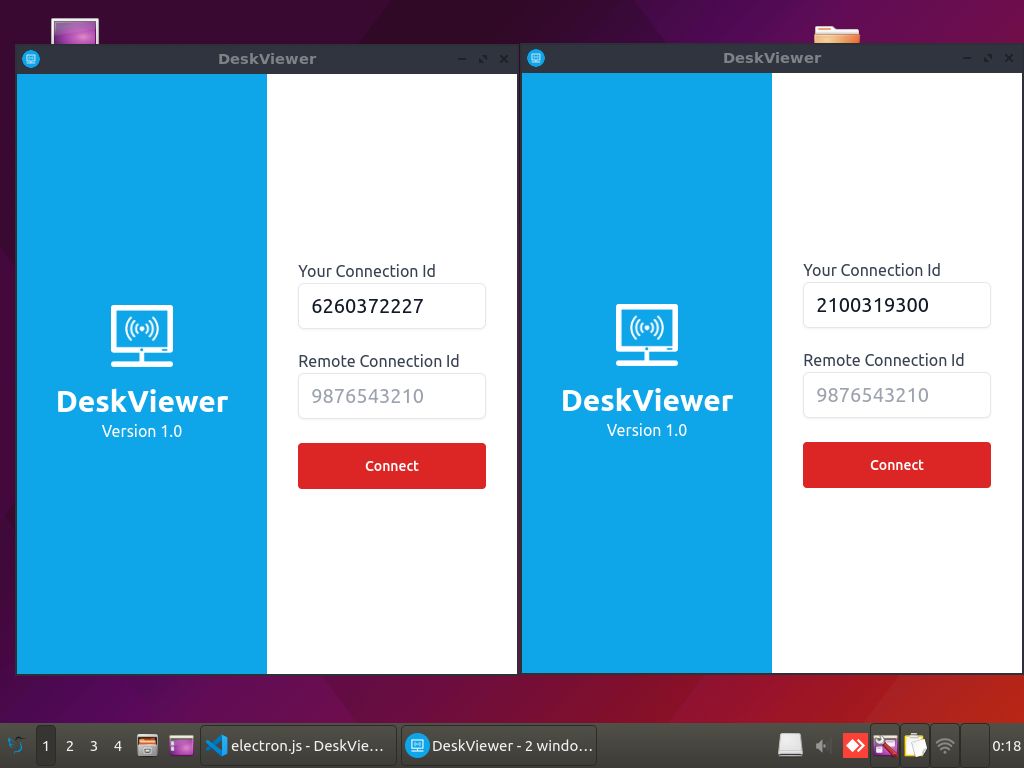 DeskViewer
DeskViewer
Version 1.0
Your Connection Id
6260372227
Remote Connection Id
9876543210
Connect
DeskViewer
DeskViewer
Version 1.0
Your Connection Id
2100319300
Remote Connection Id
9876543210
Connect
1 2 3 4 electron.js - DeskVie... DeskViewer - 2 windo... 0:18